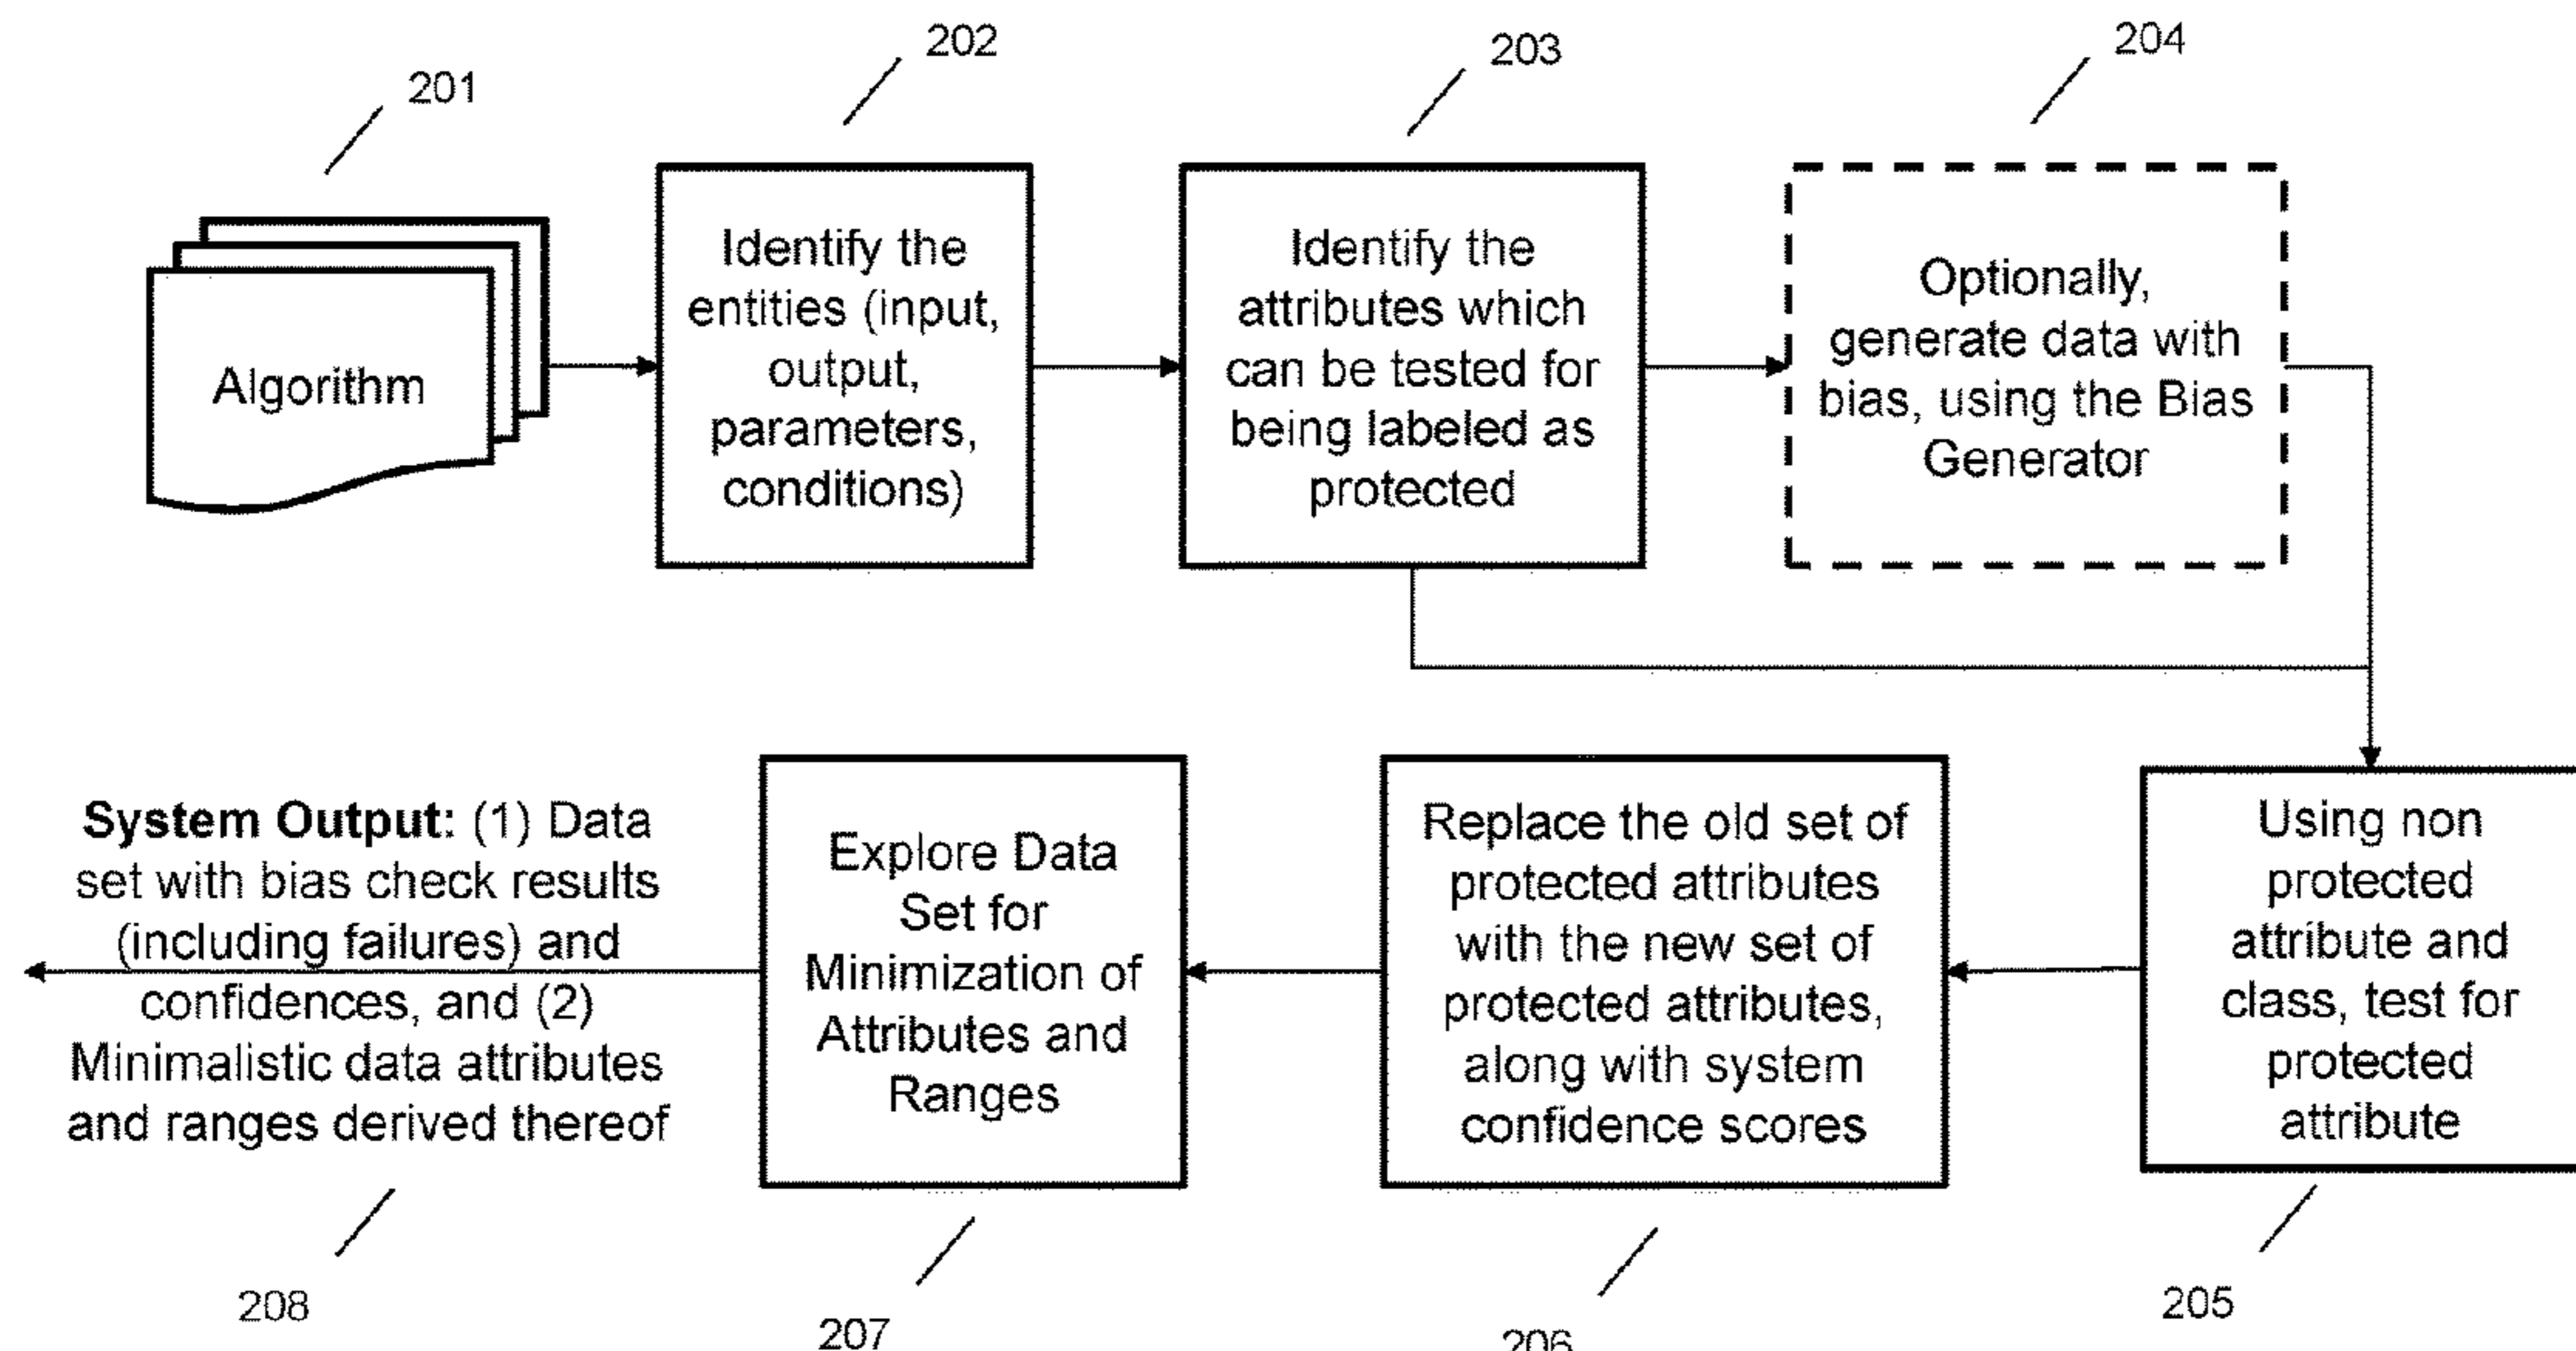 201
202
203
204
Algorithm
Identify the
entities (input,
output,
parameters,
conditions)
Identify the
attributes which
can be tested for
being labeled as
protected
Optionally,
generate data with
bias, using the Bias
Generator
Using non
protected
attribute and
class, test for
protected
attribute
Replace the old set of
protected attributes
with the new set of
protected attributes,
along with system
confidence scores
Explore Data
Set for
Minimization of
Attributes and
Ranges
System Output: (1) Data
set with bias check results
(including failures) and
confidences, and (2)
Minimalistic data attributes
and ranges derived thereof
205
206
207
208